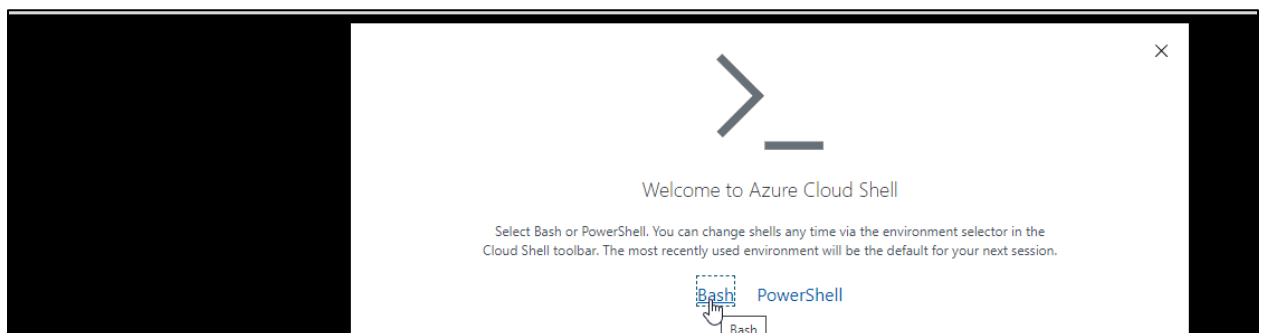 Welcome to Azure Cloud Shell
Select Bash or PowerShell. You can change shells any time via the environment selector in the
Cloud Shell toolbar. The most recently used environment will be the default for your next session.
Bash PowerShell
Bash